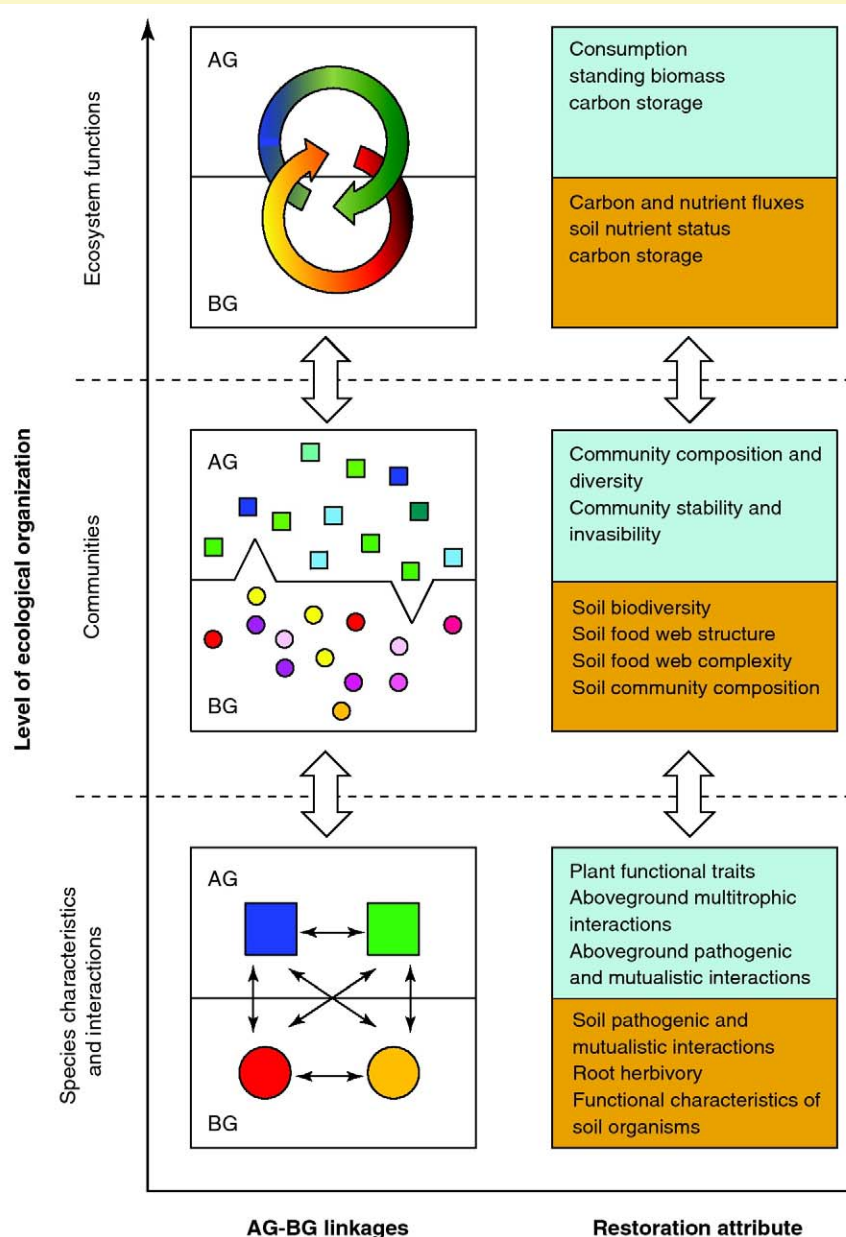 Level of ecological organization
Ecosystem functions
AG
BG
Consumption
standing biomass
carbon storage
Carbon and nutrient fluxes
soil nutrient status
carbon storage
Communities
AG
BG
Community composition and
diversity
Community stability and
invasibility
Soil biodiversity
Soil food web structure
Soil food web complexity
Soil community composition
Species characteristics
and interactions
AG
BG
Plant functional traits
Aboveground multitrophic
interactions
Aboveground pathogenic
and mutualistic interactions
Soil pathogenic and
mutualistic interactions
Root herbivory
Functional characteristics of
soil organisms
AG-BG linkages
Restoration attribute